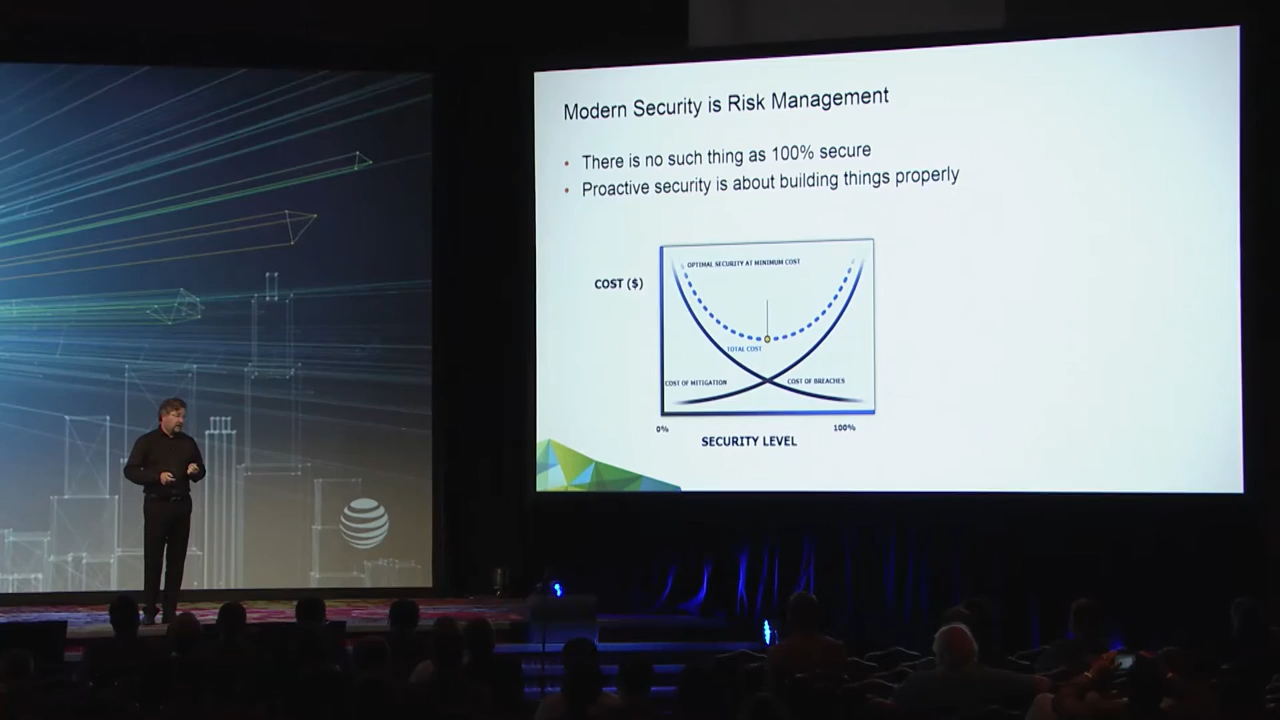 Modern Security is Risk Management
• There is no such thing as 100% secure
• Proactive security is about building things properly
OPTIMAL SECURITY AT MINIMUM COST
COST ($)
TOTAL COST
COST OF MITIGATION
COST OF BREACHES
0%
100%
SECURITY LEVEL